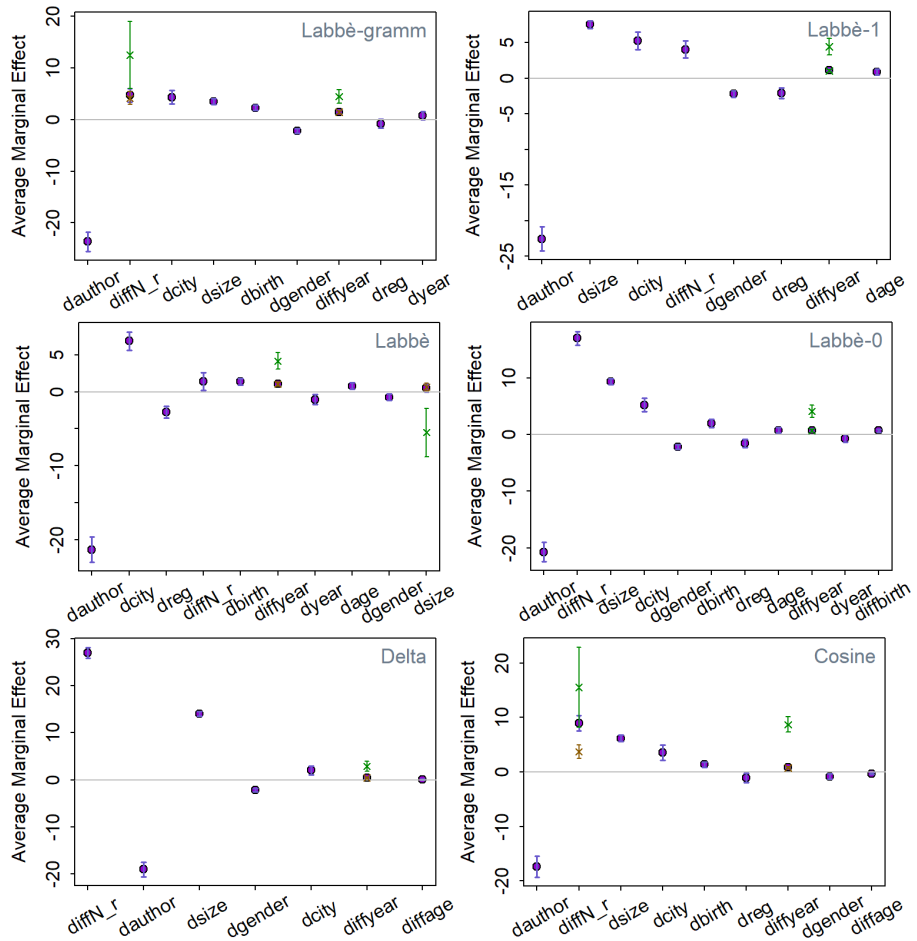 Labbè-gramm
Average Marginal Effect
20
10
0
-10
-20
dauthor diffN_r dcity dsize dbirth dgender diffyear dreg dyear
Labbè-1
Average Marginal Effect
5
0
-5
-15
-25
dauthor dsize dcity diffN_r dgender dreg diffyear dage
Labbè
Average Marginal Effect
5
0
-10
-20
dauthor dcity dreg diffN_r dbirth diffyear dyear dage dgender dsize
Labbè-0
Average Marginal Effect
10
0
-10
-20
dauthor diffN_r dsize dcity dgender dbirth dreg dage diffyear dyear diffbirth
Delta
Average Marginal Effect
30
20
10
0
-10
-20
diffN_r dauthor dsize dgender dcity diffyear diffage
Cosine
Average Marginal Effect
20
10
0
-10
-20
dauthor diffN_r dsize dcity dbirth dreg diffyear dgender diffage